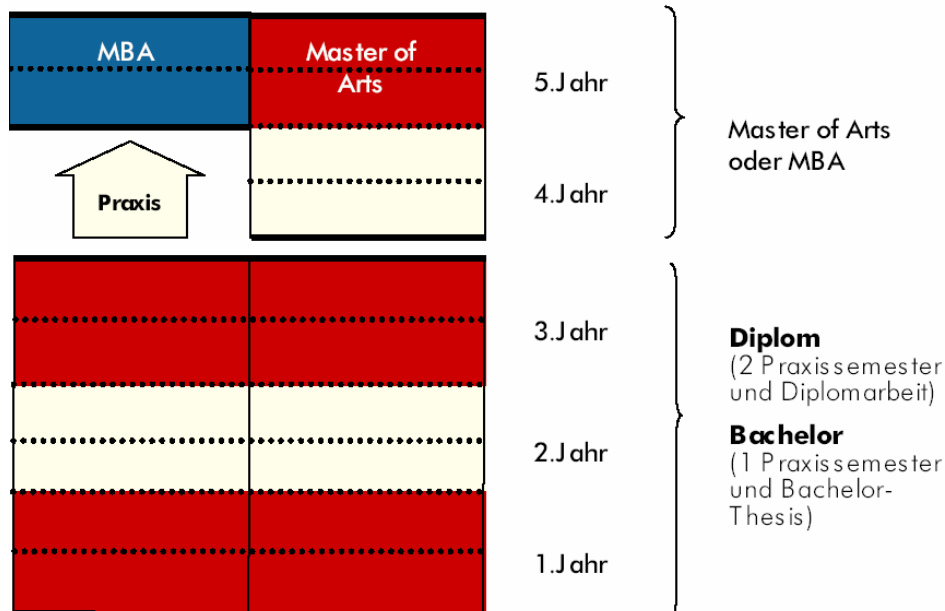 MBA
Master of
Arts
5.Jahr
Master of Arts
oder MBA
Praxis
4.Jahr
3.Jahr
Diplom
(2 Praxissemester
und Diplomarbeit)
2.Jahr
Bachelor
(1 Praxissemester
und Bachelor-
Thesis)
1.Jahr